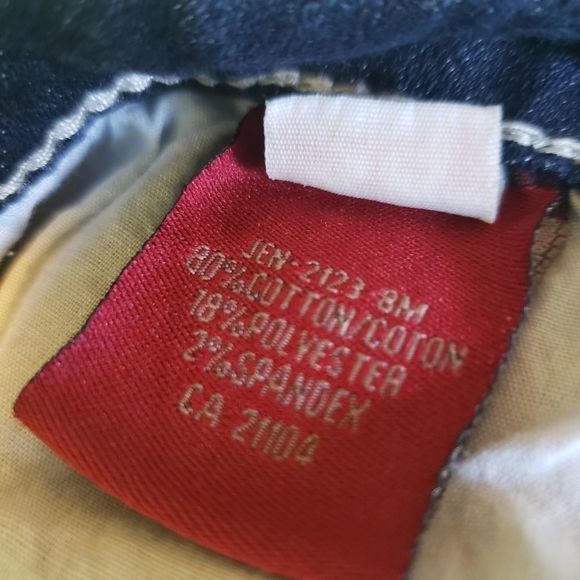 JEN-2123-8M
80%COTTON/COTON
18%POLYESTER
2%SPANDEX
CA 21104